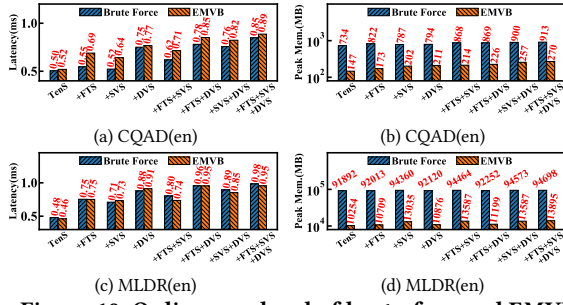 Brute Force EMVB
Latency(ms)
1.0
0.5
0.50 0.52 0.55 0.69 0.52 0.64 0.75 0.77 0.62 0.71 0.78 0.85 0.76 0.82 0.85 0.89
TenS +FTS +SVS +DVS +FTS+SVS +FTS+DVS +SVS+DVS +FTS+SVS +DVS
(a) CQAD(en)
Brute Force EMVB
Peak Mem.(MB)
10³
10²
734 147 822 173 787 202 794 211 868 214 869 226 900 257 913 270
TenS +FTS +SVS +DVS +FTS+SVS +FTS+DVS +SVS+DVS +FTS+SVS +DVS
(b) CQAD(en)
Brute Force EMVB
Latency(ms)
1.0
0.5
0.48 0.46 0.75 0.75 0.71 0.73 0.88 0.91 0.80 0.74 0.96 0.95 0.89 0.85 0.98 0.95
TenS +FTS +SVS +DVS +FTS+SVS +FTS+DVS +SVS+DVS +FTS+SVS +DVS
(c) MLDR(en)
Brute Force EMVB
Peak Mem.(MB)
10⁵
10⁴
91892 10254 92013 10709 94360 13035 92120 10876 94464 13587 92252 11199 94573 13587 94698 13895
TenS +FTS +SVS +DVS +FTS+SVS +FTS+DVS +SVS+DVS +FTS+SVS +DVS
(d) MLDR(en)